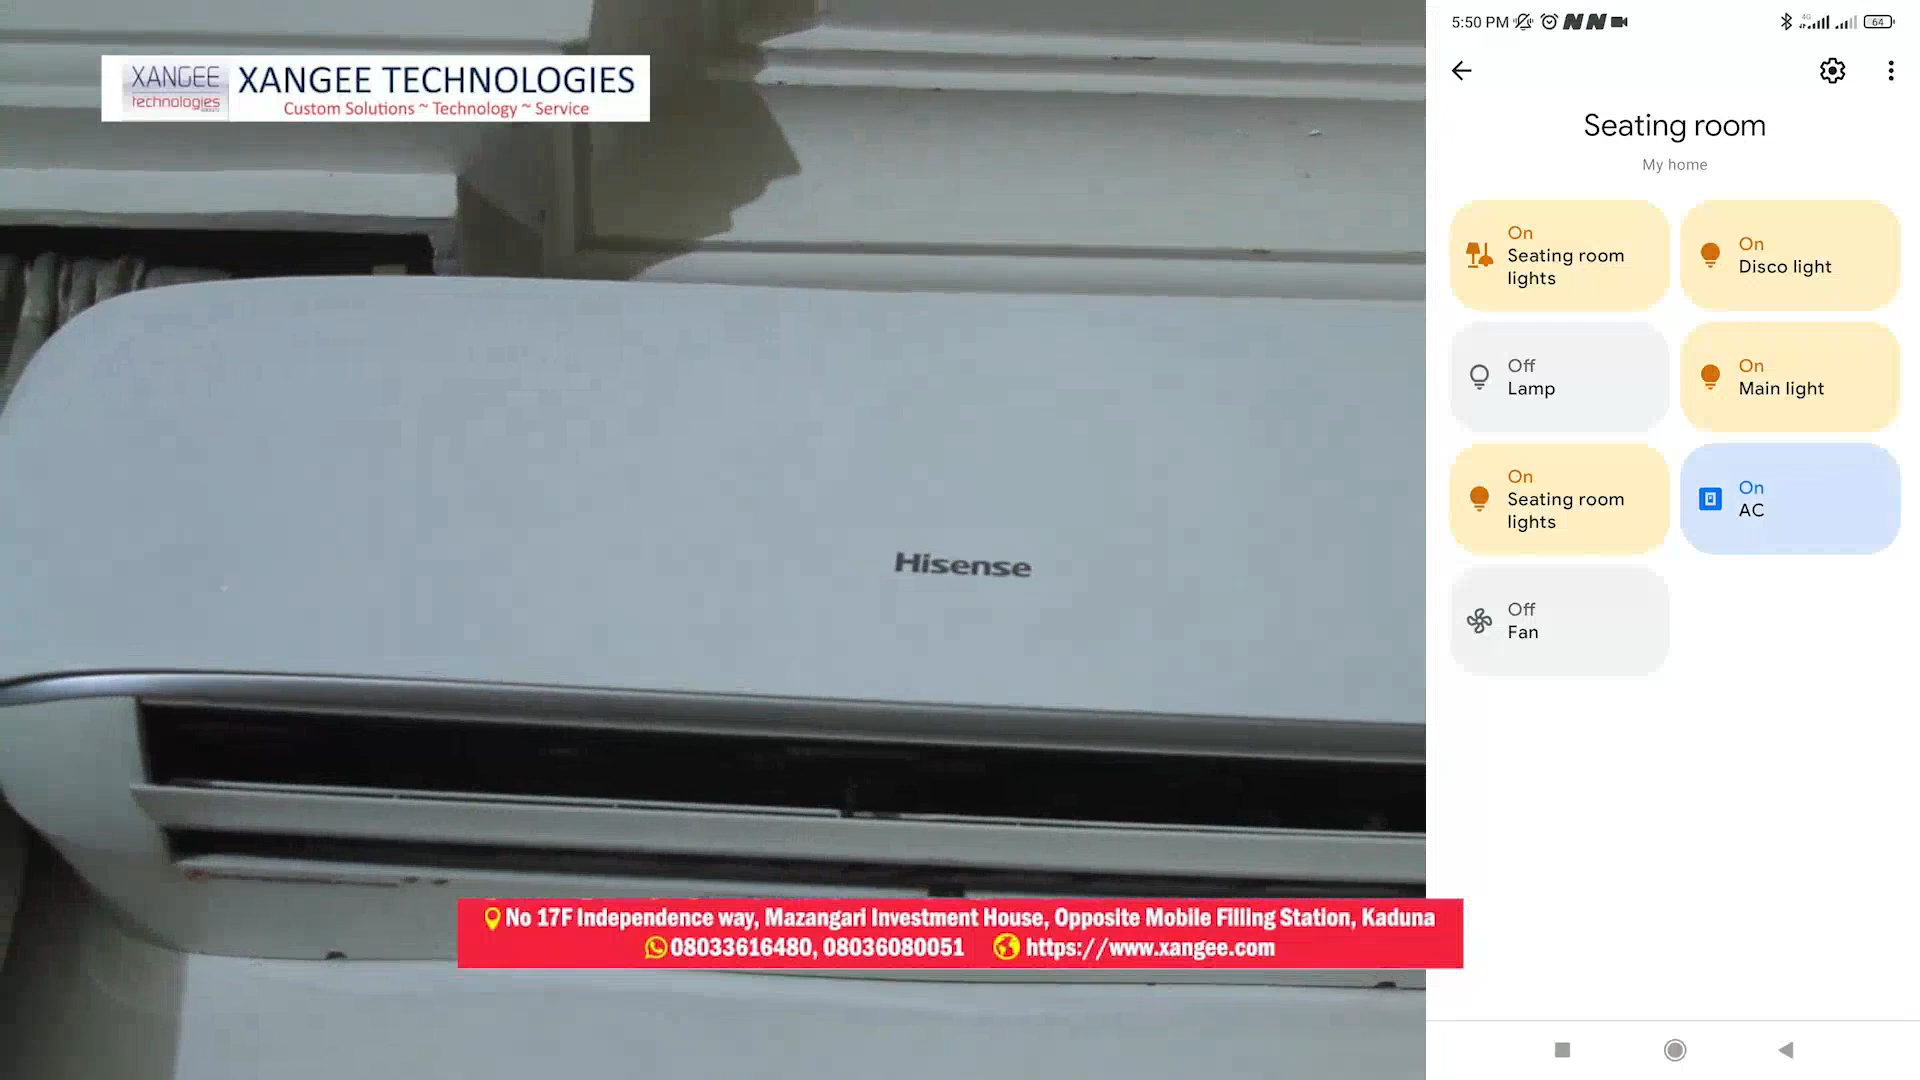 XANGEE
technologies
XANGEE TECHNOLOGIES
Custom Solutions ~ Technology ~ Service
Hisense
No 17F Independence way, Mazangari Investment House, Opposite Mobile Filling Station, Kaduna
08033616480, 08036080051 https://www.xangee.com
5:50 PM
4G
64
Seating room
My home
On
Seating room
lights
On
Disco light
Off
Lamp
On
Main light
On
Seating room
lights
On
AC
Off
Fan